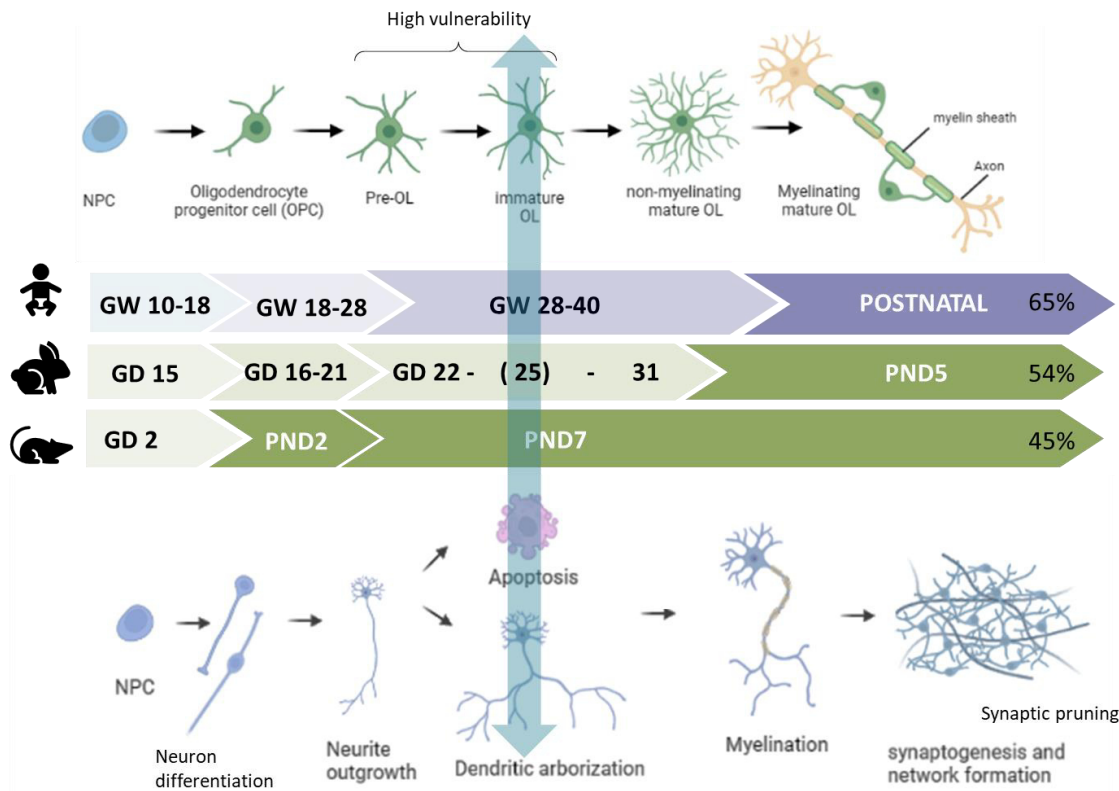 High vulnerability
myelin sheath
Axon
NPC
Oligodendrocyte
progenitor cell (OPC)
Pre-OL
immature
OL
non-myelinating
mature OL
Myelinating
mature OL
GW 10-18
GW 18-28
GW 28-40
POSTNATAL
65%
GD 15
GD 16-21
GD 22 - ( 25) - 31
PND5
54%
GD 2
PND2
PND7
45%
Apoptosis
NPC
Neuron
differentiation
Neurite
outgrowth
Dendritic arborization
Myelination
Synaptic pruning
synaptogenesis and
network formation